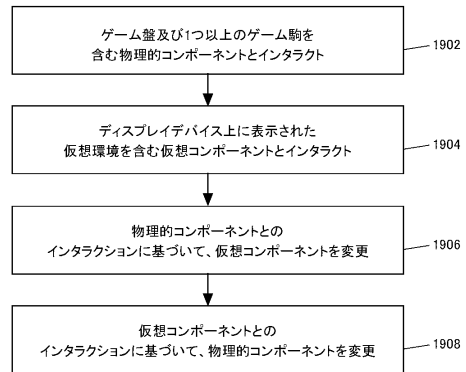 ゲーム盤及び1つ以上のゲーム駒を
含む物理的コンポーネントとインタラクト
1902
ディスプレイデバイス上に表示された
仮想環境を含む仮想コンポーネントとインタラクト
1904
物理的コンポーネントとの
インタラクションに基づいて、仮想コンポーネントを変更
1906
仮想コンポーネントとの
インタラクションに基づいて、物理的コンポーネントを変更
1908